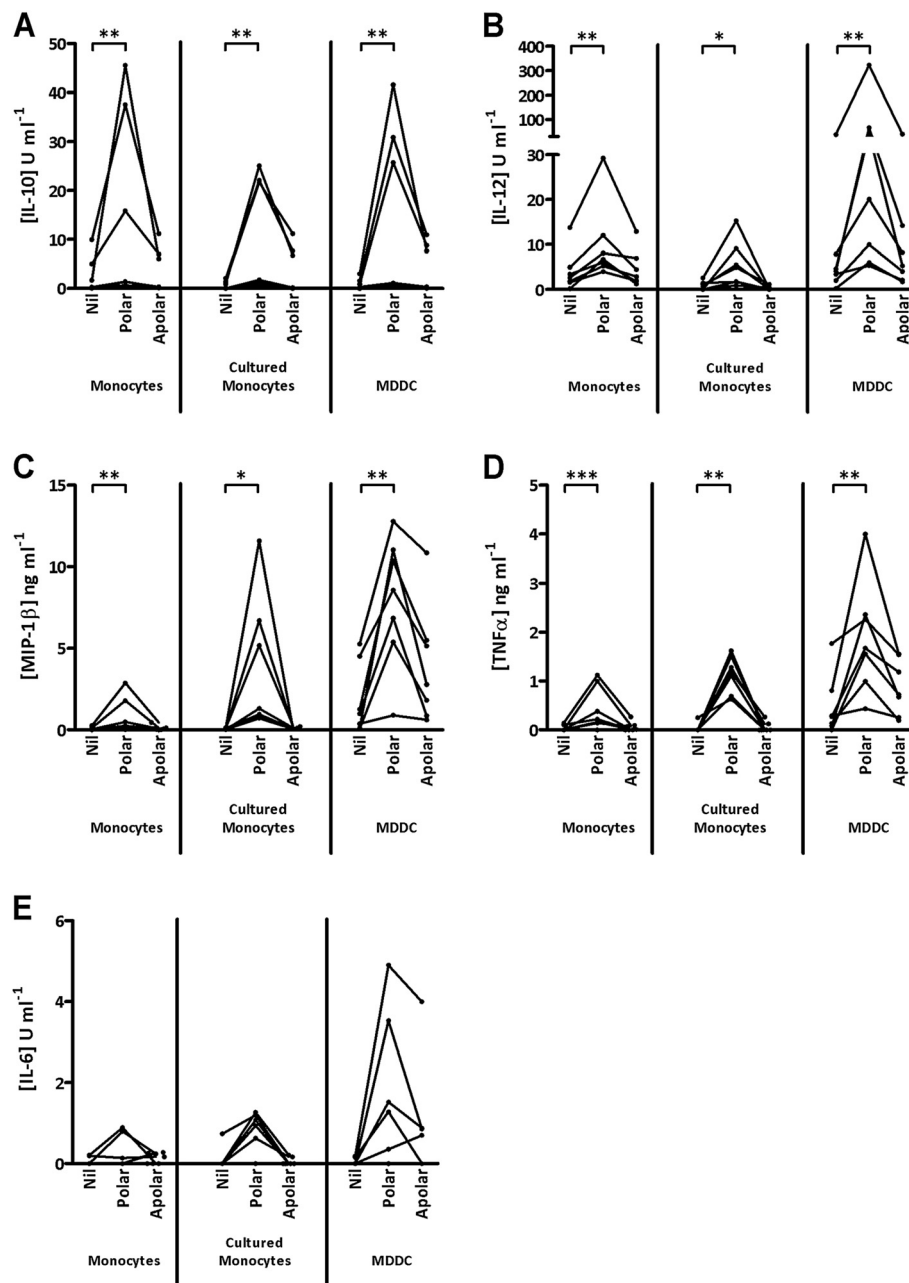 A
** ** **
50
40
30
20
10
0
[IL-10] U ml⁻¹
Nil Polar Apolar Nil Polar Apolar Nil Polar Apolar
Monocytes Cultured Monocytes MDDC
B
** * **
400
300
200
100
30
20
10
0
[IL-12] U ml⁻¹
Nil Polar Apolar Nil Polar Apolar Nil Polar Apolar
Monocytes Cultured Monocytes MDDC
C
** * **
15
10
5
0
[MIP-1β] ng ml⁻¹
Nil Polar Apolar Nil Polar Apolar Nil Polar Apolar
Monocytes Cultured Monocytes MDDC
D
*** ** **
5
4
3
2
1
0
[TNFα] ng ml⁻¹
Nil Polar Apolar Nil Polar Apolar Nil Polar Apolar
Monocytes Cultured Monocytes MDDC
E
6
4
2
0
[IL-6] U ml⁻¹
Nil Polar Apolar Nil Polar Apolar Nil Polar Apolar
Monocytes Cultured Monocytes MDDC